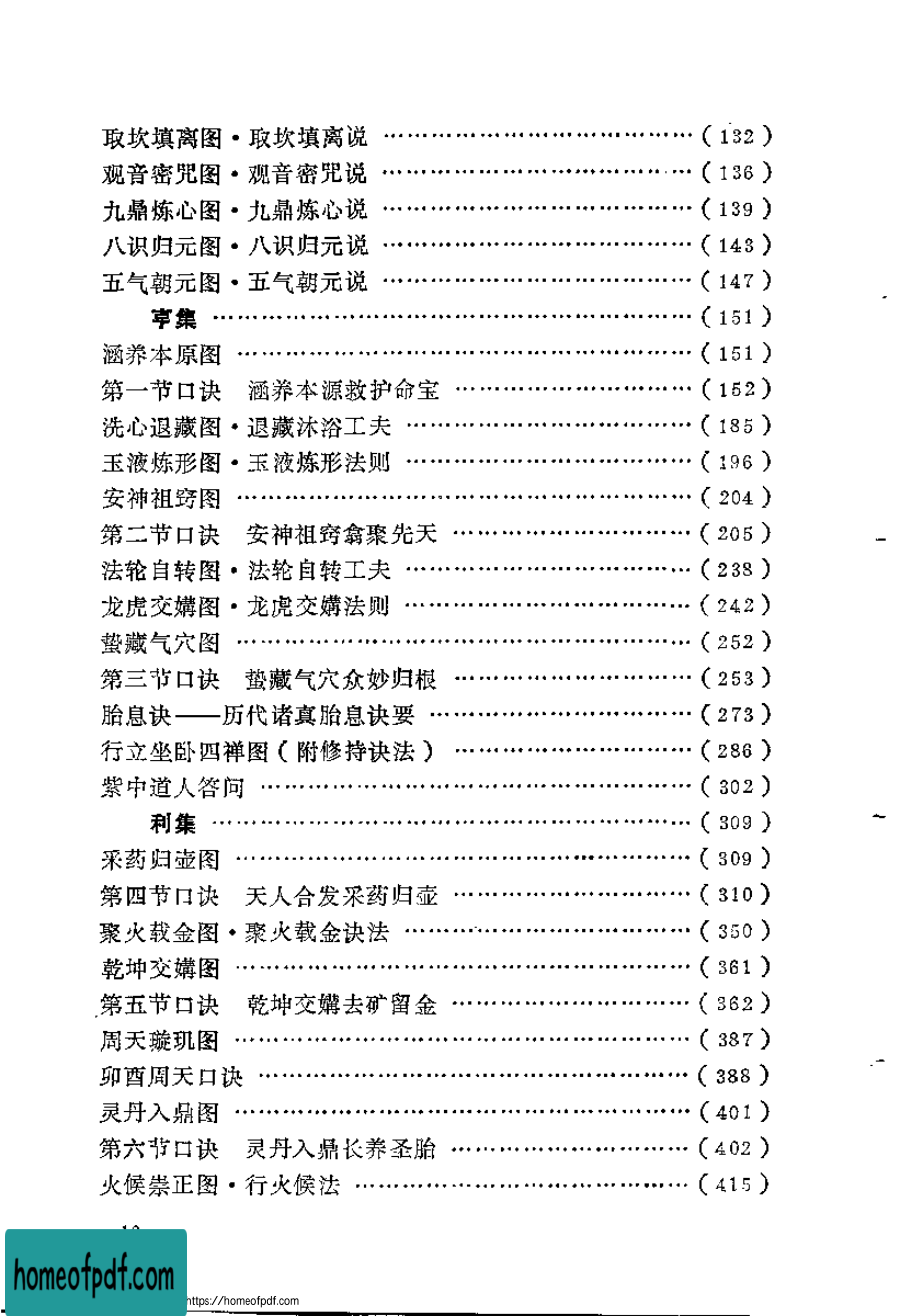 取坎填离图·取坎填离说 ……………………………… (132)
观音密咒图·观音密咒说 ……………………………… (136)
九鼎炼心图·九鼎炼心说 ……………………………… (139)
八识归元图·八识归元说 ……………………………… (143)
五气朝元图·五气朝元说 ……………………………… (147)
亨集 ……………………………………………… (151)
涵养本原图 …………………………………………… (151)
第一节口诀 涵养本源救护命宝 ……………………… (152)
洗心退藏图·退藏沐浴工夫 …………………………… (185)
玉液炼形图·玉液炼形法则 …………………………… (196)
安神祖窍图 …………………………………………… (204)
第二节口诀 安神祖窍翕聚先天 ……………………… (205)
法轮自转图·法轮自转工夫 …………………………… (238)
龙虎交媾图·龙虎交媾法则 …………………………… (242)
蛰藏气穴图 …………………………………………… (252)
第三节口诀 蛰藏气穴众妙归根 ……………………… (253)
胎息诀——历代诸真胎息诀要 ………………………… (273)
行立坐卧四禅图(附修持诀法) ……………………… (286)
紫中道人答问 ………………………………………… (302)
利集 ……………………………………………… (309)
采药归壶图 …………………………………………… (309)
第四节口诀 天人合发采药归壶 ……………………… (310)
聚火载金图·聚火载金诀法 …………………………… (350)
乾坤交媾图 …………………………………………… (361)
第五节口诀 乾坤交媾去矿留金 ……………………… (362)
周天璇玑图 …………………………………………… (387)
卯酉周天口诀 ………………………………………… (388)
灵丹入鼎图 …………………………………………… (401)
第六节口诀 灵丹入鼎长养圣胎 ……………………… (402)
火候崇正图·行火候法 ………………………………… (415)
homeofpdf.com
https://homeofpdf.com